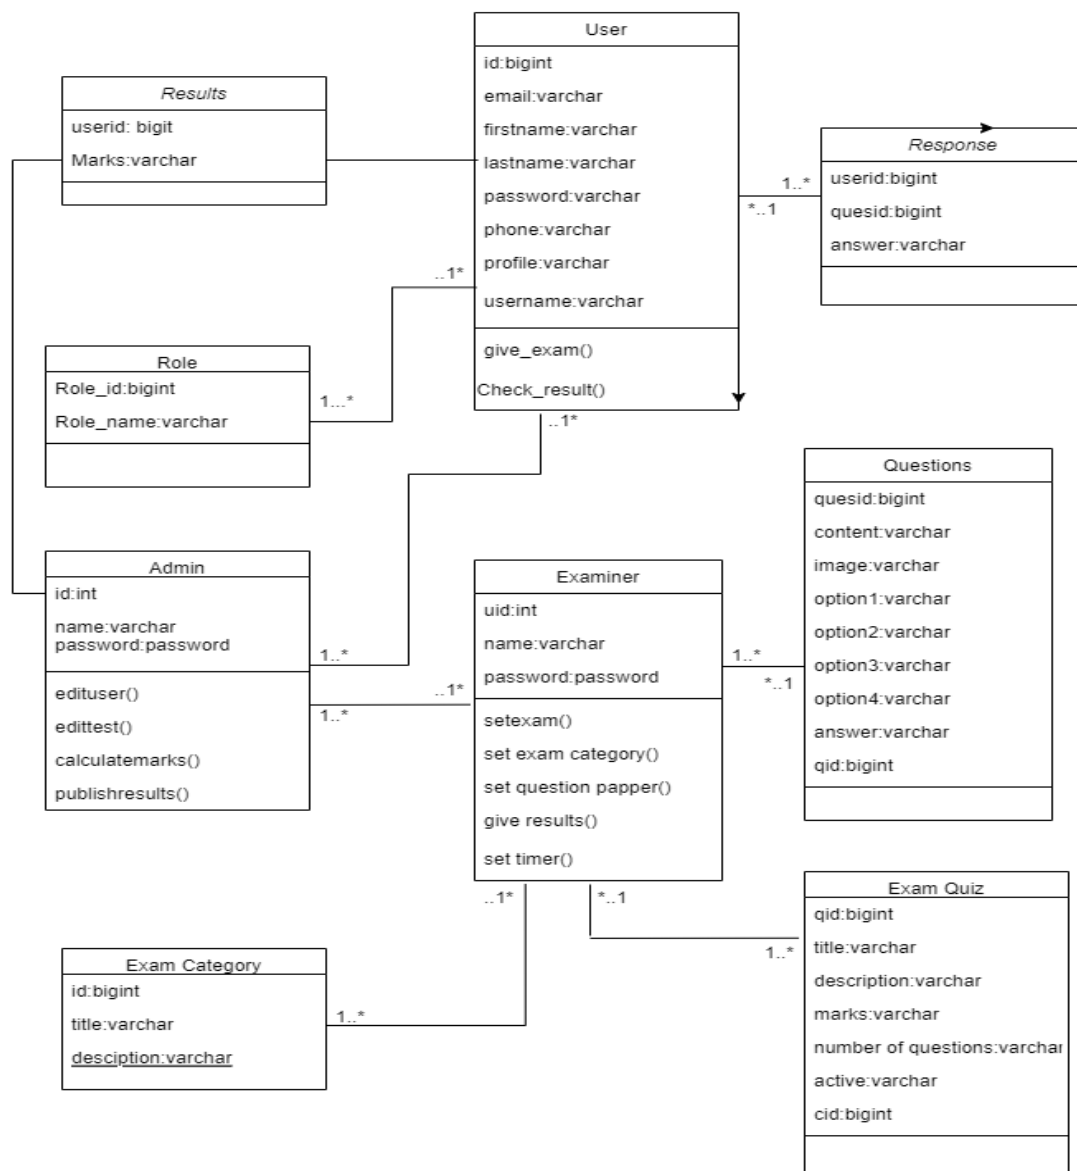 User
id:bigint
email:varchar
firstname:varchar
lastname:varchar
password:varchar
phone:varchar
profile:varchar
username:varchar
give_exam()
Check_result()
Results
userid: bigit
Marks:varchar
Response
userid:bigint
quesid:bigint
answer:varchar
1..*
*..1
..1*
Role
Role_id:bigint
Role_name:varchar
1...*
..1*
Questions
quesid:bigint
content:varchar
image:varchar
option1:varchar
option2:varchar
option3:varchar
option4:varchar
answer:varchar
qid:bigint
Admin
id:int
name:varchar
password:password
edituser()
edittest()
calculatemarks()
publishresults()
1..*
1..*
..1*
Examiner
uid:int
name:varchar
password:password
setexam()
set exam category()
set question papper()
give results()
set timer()
1..*
*..1
..1*
*..1
Exam Category
id:bigint
title:varchar
desciption:varchar
1..*
1..*
Exam Quiz
qid:bigint
title:varchar
description:varchar
marks:varchar
number of questions:varchar
active:varchar
cid:bigint